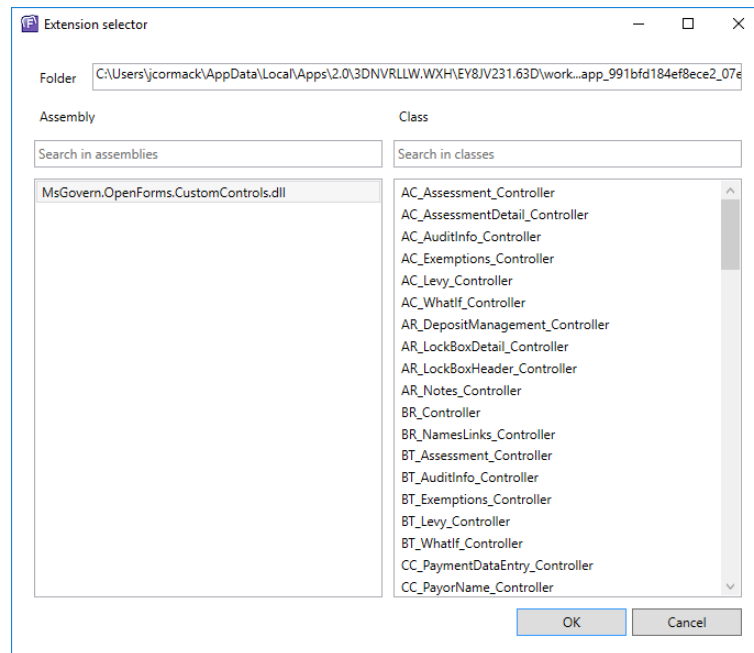 Extension selector
Folder
C:\Users\jcormack\AppData\Local\Apps\2.0\3DNVRLLW.WXH\EY8JV231.63D\work...app_991bfd184ef8ece2_07e
Assembly
Class
Search in assemblies
Search in classes
MsGovern.OpenForms.CustomControls.dll
AC_Assessment_Controller
AC_AssessmentDetail_Controller
AC_AuditInfo_Controller
AC_Exemptions_Controller
AC_Levy_Controller
AC_WhatIf_Controller
AR_DepositManagement_Controller
AR_LockBoxDetail_Controller
AR_LockBoxHeader_Controller
AR_Notes_Controller
BR_Controller
BR_NamesLinks_Controller
BT_Assessment_Controller
BT_AuditInfo_Controller
BT_Exemptions_Controller
BT_Levy_Controller
BT_WhatIf_Controller
CC_PaymentDataEntry_Controller
CC_PayorName_Controller
OK
Cancel